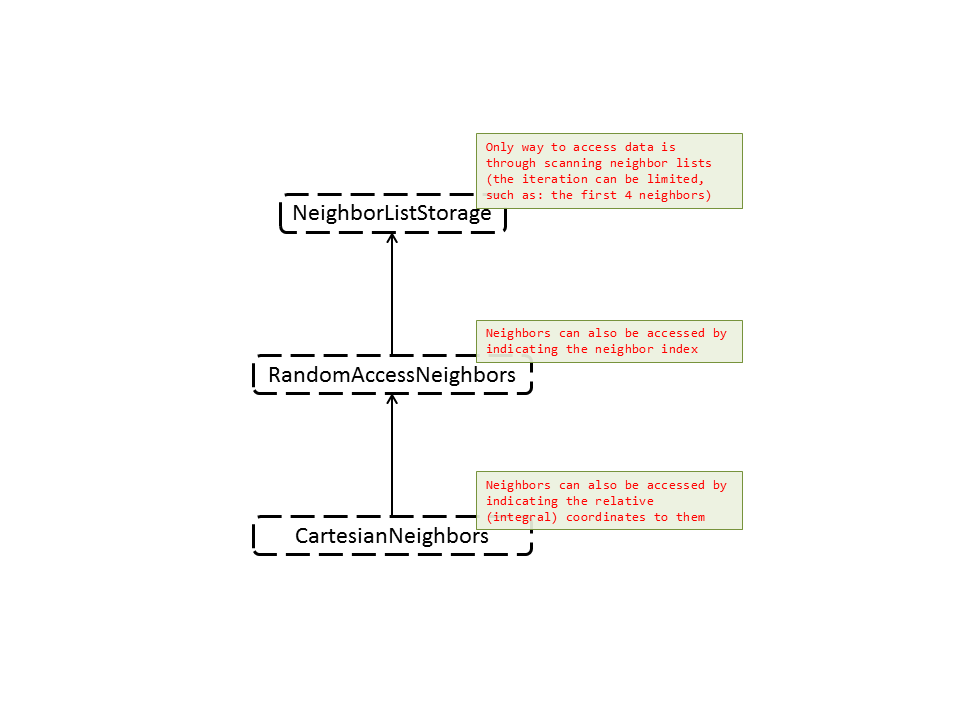 Only way to access data is
through scanning neighbor lists
(the iteration can be limited,
such as: the first 4 neighbors)
NeighborListStorage
Neighbors can also be accessed by
indicating the neighbor index
RandomAccessNeighbors
Neighbors can also be accessed by
indicating the relative
(integral) coordinates to them
CartesianNeighbors